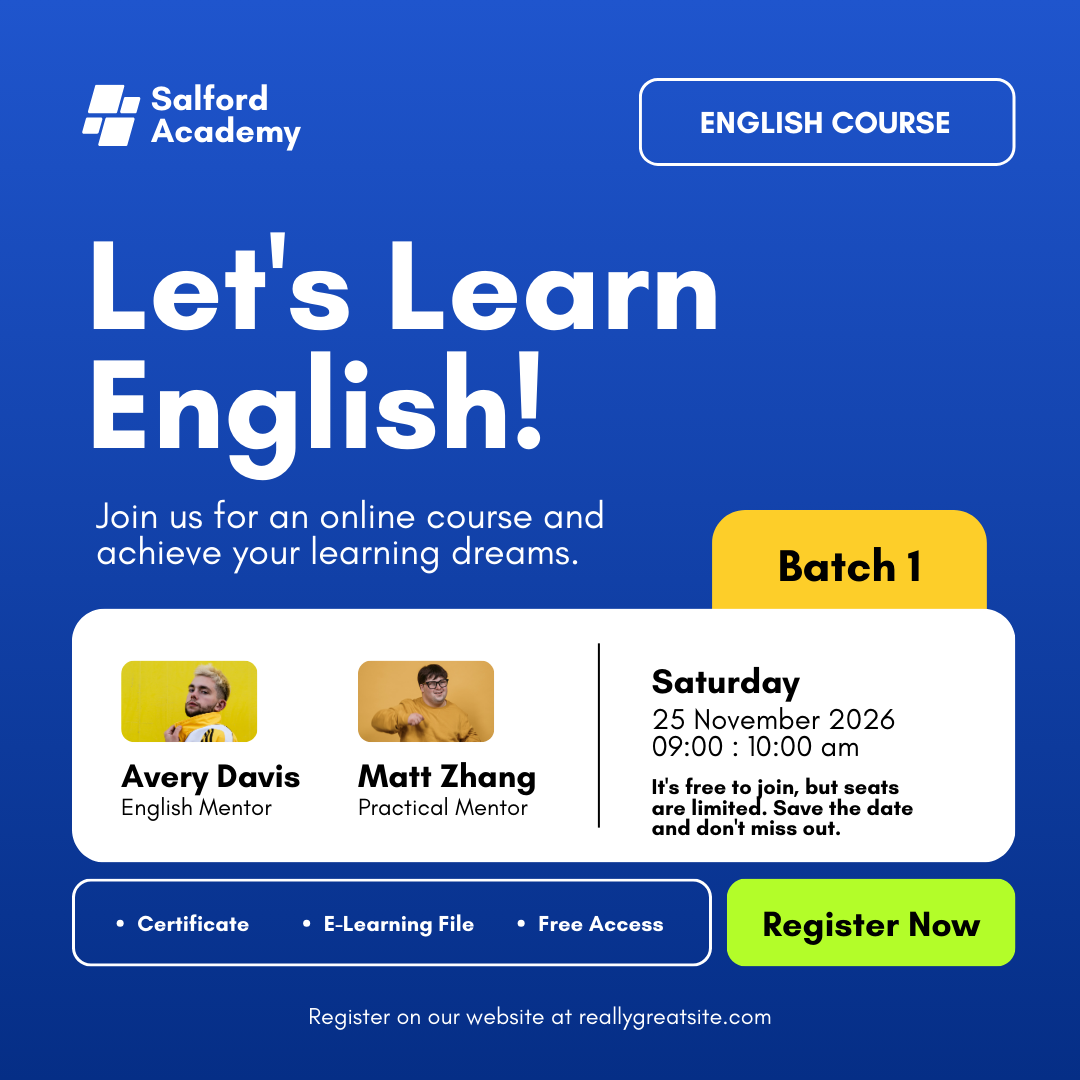 Salford
Academy
ENGLISH COURSE
Let's Learn
English!
Join us for an online course and
achieve your learning dreams.
Batch 1
Avery Davis
English Mentor
Matt Zhang
Practical Mentor
Saturday
25 November 2026
09:00 : 10:00 am
It's free to join, but seats
are limited. Save the date
and don't miss out.
• Certificate
• E-Learning File
• Free Access
Register Now
Register on our website at reallygreatsite.com